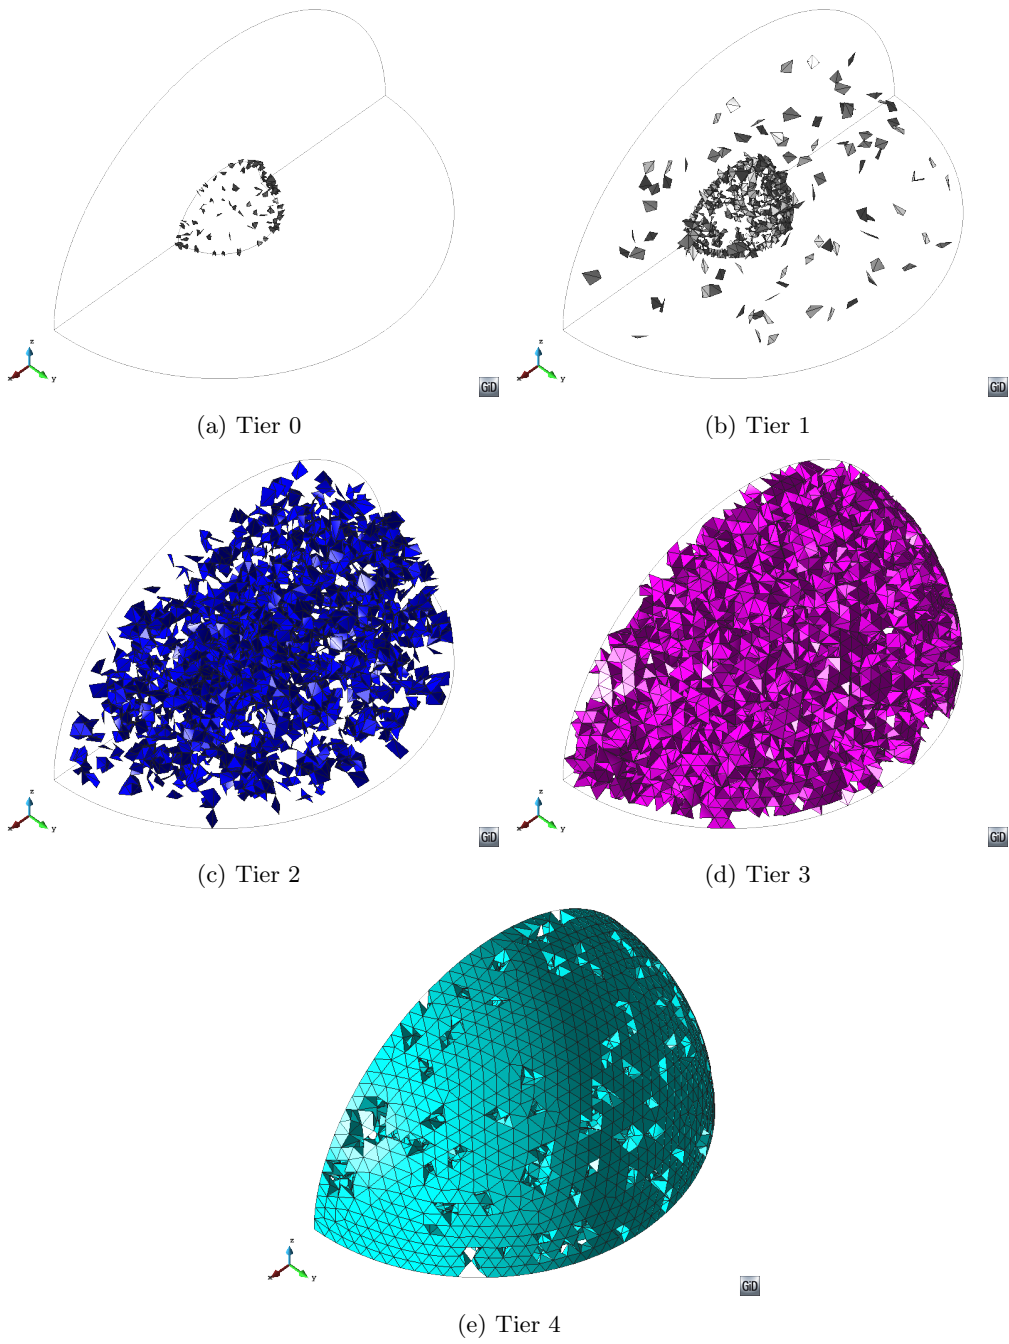 z
x
y
GiD
z
x
y
GiD
(a) Tier 0
(b) Tier 1
z
x
y
GiD
z
x
y
GiD
(c) Tier 2
(d) Tier 3
z
x
y
GiD
(e) Tier 4